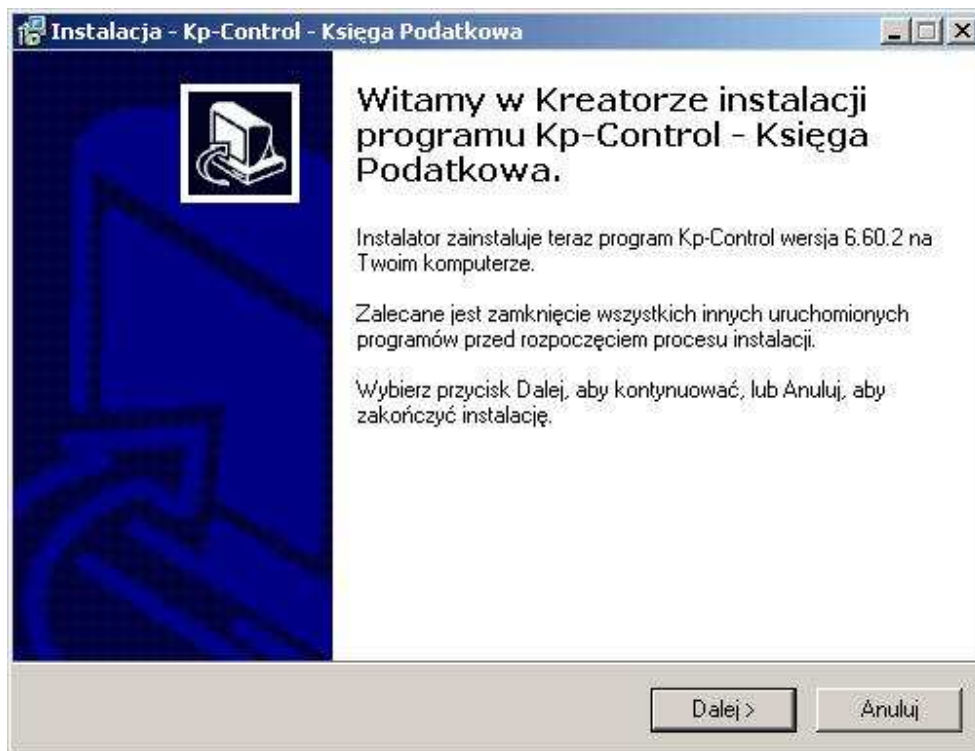 Instalacja - Kp-Control - Księga Podatkowa
Witamy w Kreatorze instalacji
programu Kp-Control - Księga
Podatkowa.
Instalator zainstaluje teraz program Kp-Control wersja 6.60.2 na
Twoim komputerze.
Zalecane jest zamknięcie wszystkich innych uruchomionych
programów przed rozpoczęciem procesu instalacji.
Wybierz przycisk Dalej, aby kontynuować, lub Anuluj, aby
zakończyć instalację.
Dalej >
Anuluj